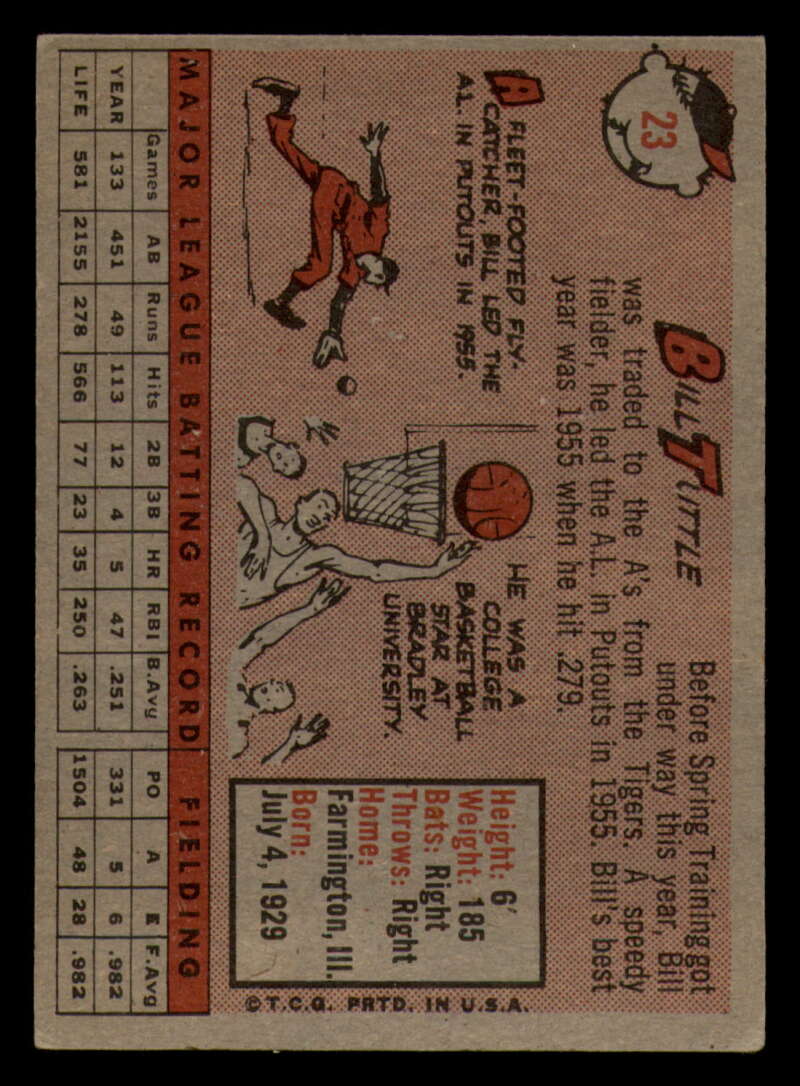 23
BILL TUTTLE
Before Spring Training got
under way this year, Bill
was traded to the A's from the Tigers. A speedy
fielder, he led the A.L. in Putouts in 1955. Bill's best
year was 1955 when he hit .279.
A FLEET-FOOTED FLY-
CATCHER, BILL LED THE
A.L. IN PUTOUTS IN 1955.
HE WAS A
COLLEGE
BASKETBALL
STAR AT
BRADLEY
UNIVERSITY.
Height: 6'
Weight: 185
Bats: Right
Throws: Right
Home:
Farmington, Ill.
Born:
July 4, 1929
©T.C.G. PRTD. IN U.S.A.
MAJOR LEAGUE BATTING RECORD FIELDING
Games AB Runs Hits 2B 3B HR RBI B.Avg PO A E F.Avg
YEAR 133 451 49 113 12 4 5 47 .251 331 5 6 .982
LIFE 581 2155 278 566 77 23 35 250 .263 1504 48 28 .982